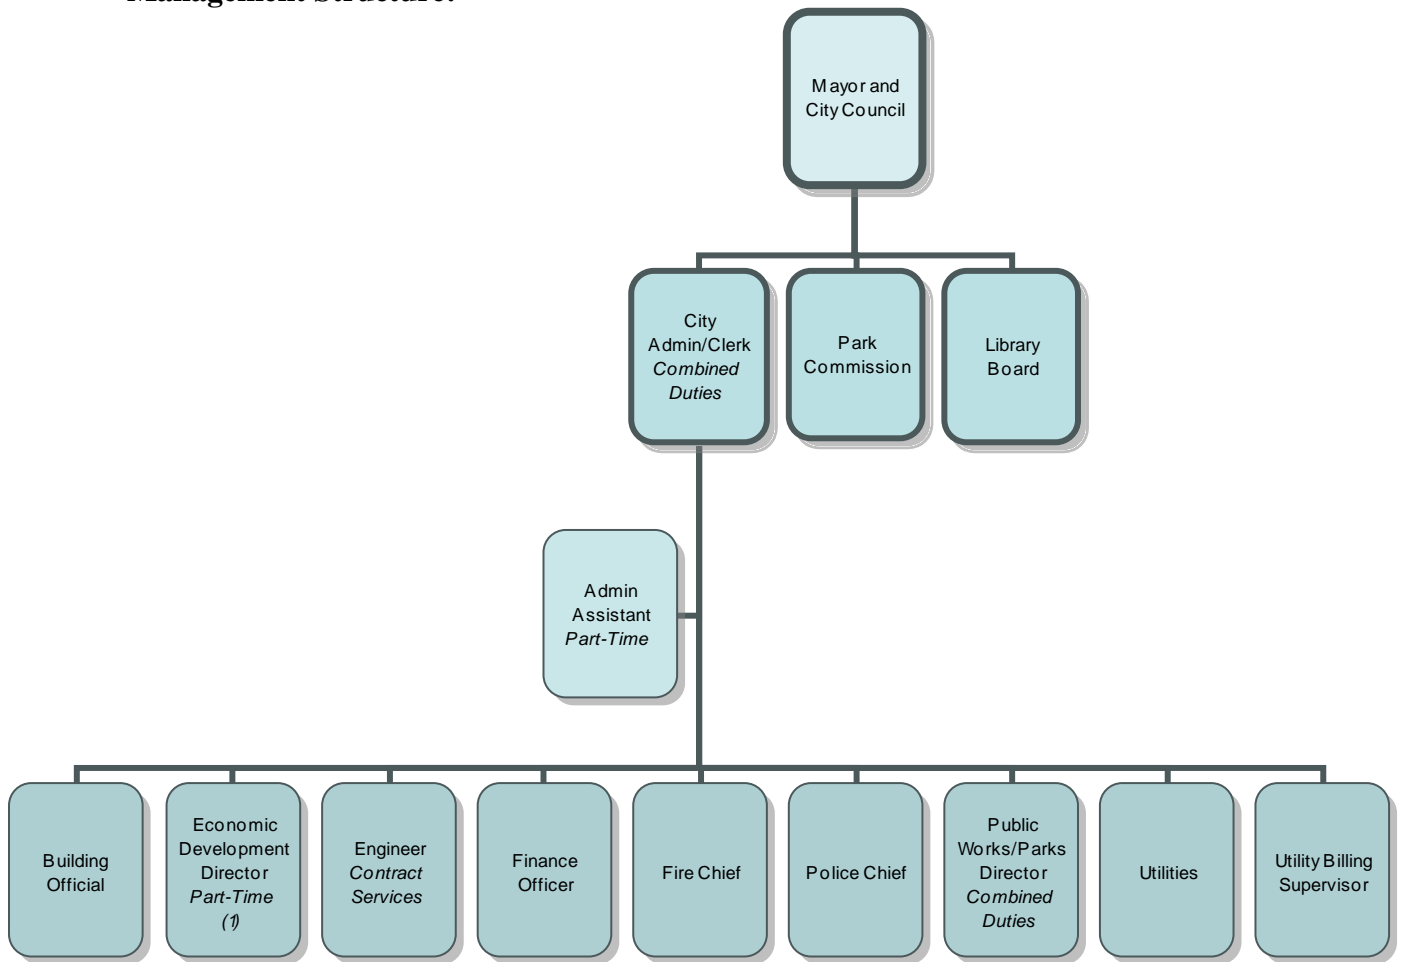 Management Structure:
Mayor and
City Council
City
Admin/Clerk
Combined
Duties
Park
Commission
Library
Board
Admin
Assistant
Part-Time
Building
Official
Economic
Development
Director
Part-Time
(1)
Engineer
Contract
Services
Finance
Officer
Fire Chief
Police Chief
Public
Works/Parks
Director
Combined
Duties
Utilities
Utility Billing
Supervisor